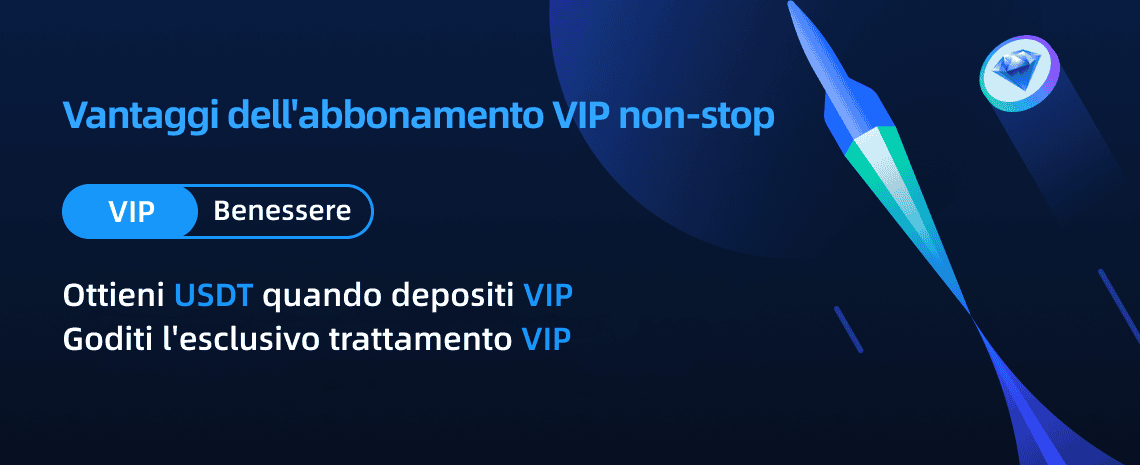 Vantaggi dell'abbonamento VIP non-stop
VIP Benessere
Ottieni USDT quando depositi VIP
Goditi l'esclusivo trattamento VIP